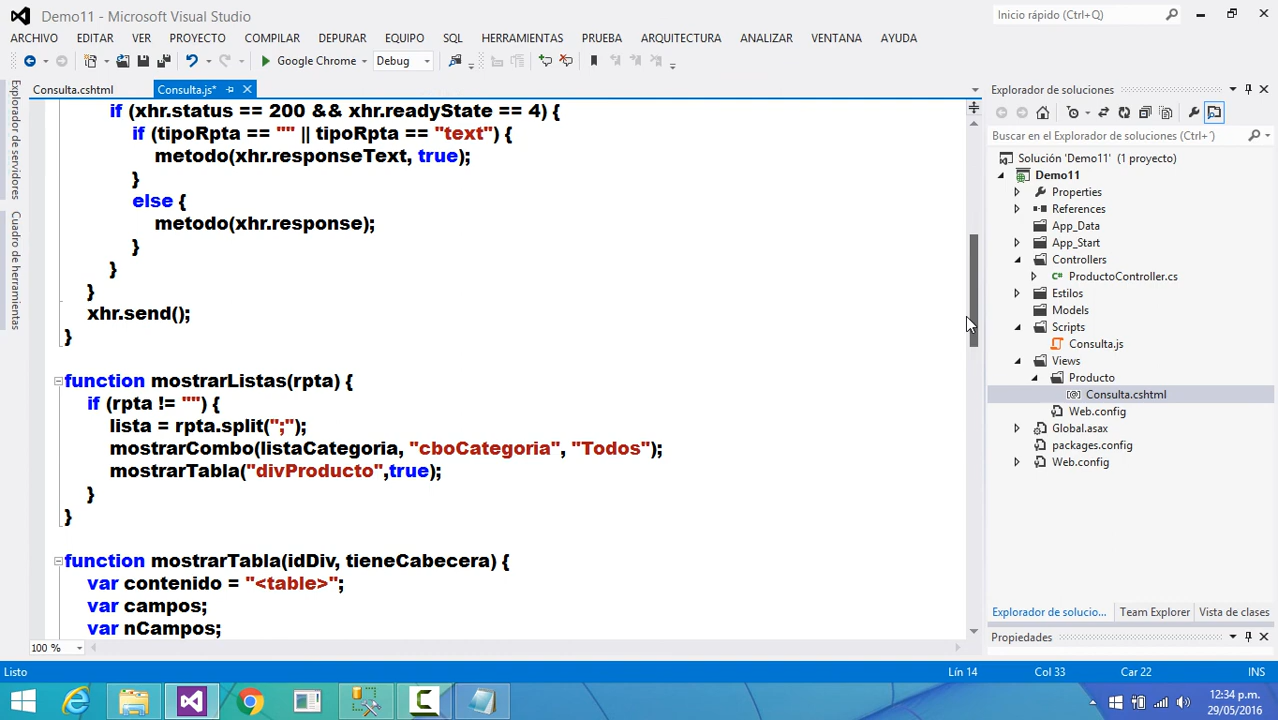 Demo11 - Microsoft Visual Studio
Inicio rápido (Ctrl+Q)
ARCHIVO EDITAR VER PROYECTO COMPILAR DEPURAR EQUIPO SQL HERRAMIENTAS PRUEBA ARQUITECTURA ANALIZAR VENTANA AYUDA
Google Chrome Debug
Explorador de servidores
Cuadro de herramientas
Consulta.cshtml Consulta.js*
if (xhr.status == 200 && xhr.readyState == 4) {
if (tipoRpta == "" || tipoRpta == "text") {
metodo(xhr.responseText, true);
}
else {
metodo(xhr.response);
}
}
}
xhr.send();
}
function mostrarListas(rpta) {
if (rpta != "") {
lista = rpta.split(";");
mostrarCombo(listaCategoria, "cboCategoria", "Todos");
mostrarTabla("divProducto",true);
}
}
function mostrarTabla(idDiv, tieneCabecera) {
var contenido = "<table>";
var campos;
var nCampos;
100 %
Explorador de soluciones
Buscar en el Explorador de soluciones (Ctrl+´)
Solución 'Demo11' (1 proyecto)
Demo11
Properties
References
App_Data
App_Start
Controllers
ProductoController.cs
Estilos
Models
Scripts
Consulta.js
Views
Producto
Consulta.cshtml
Web.config
Global.asax
packages.config
Web.config
Explorador de solucio... Team Explorer Vista de clases
Propiedades
Listo Lín 14 Col 33 Car 22 INS
12:34 p.m.
29/05/2016